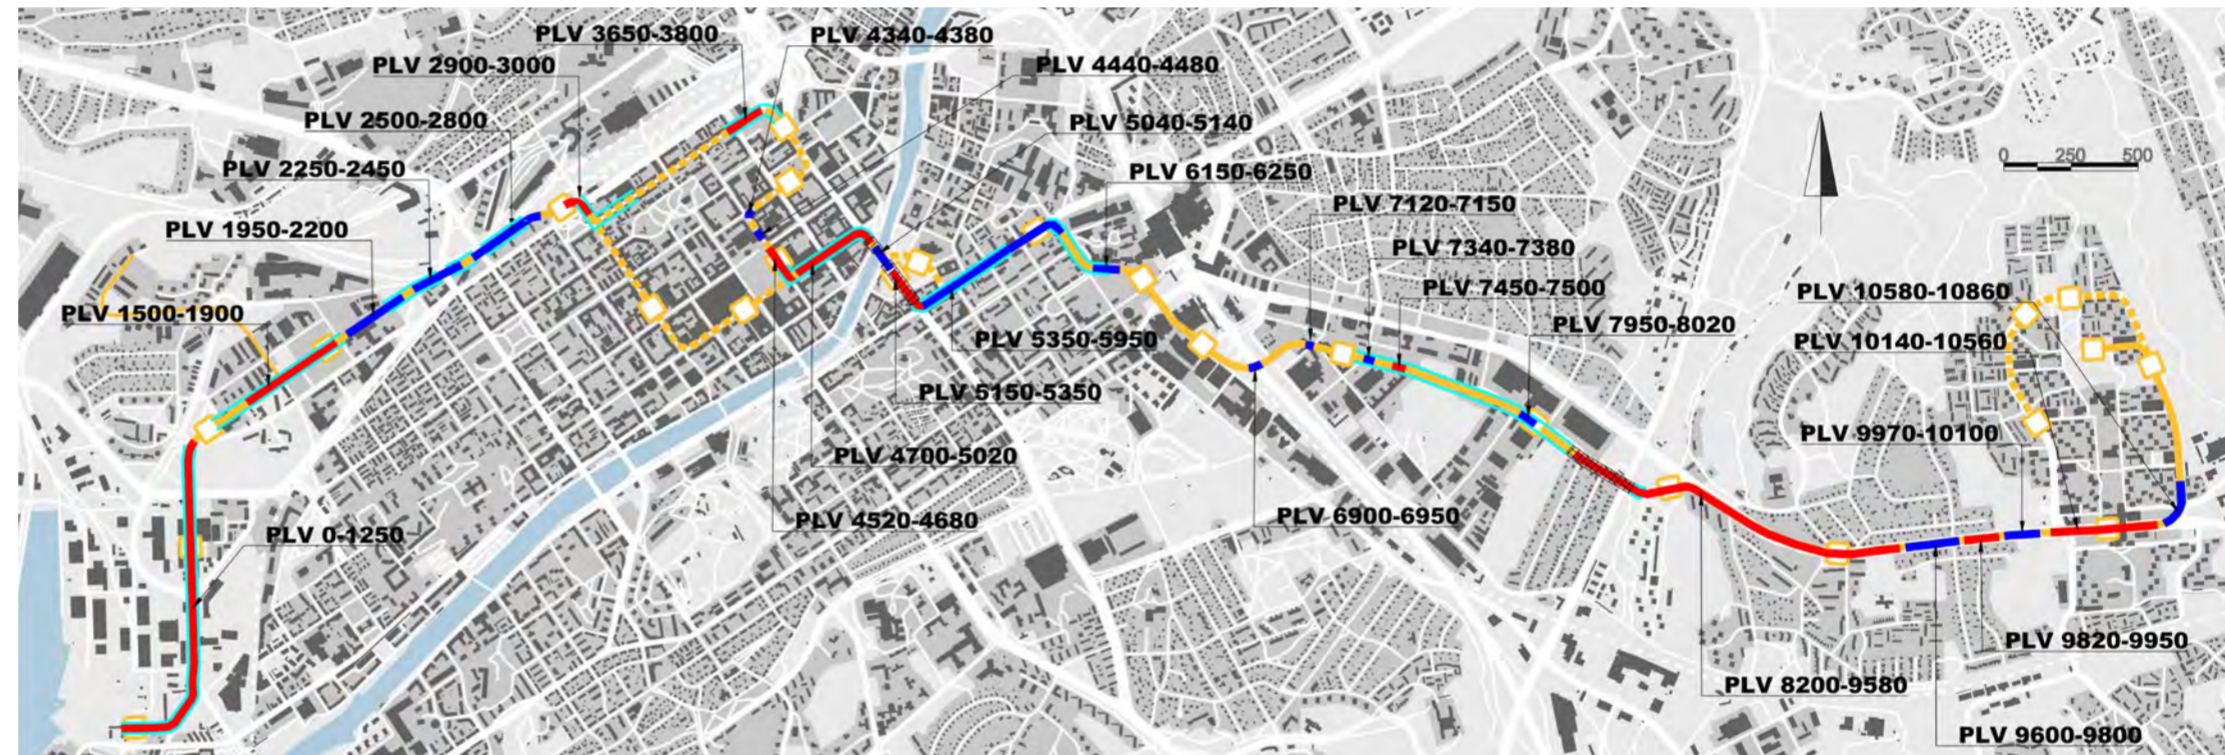 PLV 3650-3800
PLV 4340-4380
PLV 2900-3000
PLV 4440-4480
PLV 2500-2800
PLV 5040-5140
PLV 2250-2450
PLV 6150-6250
0 250 500
PLV 1950-2200
PLV 7120-7150
PLV 7340-7380
PLV 7450-7500
PLV 10580-10860
PLV 1500-1900
PLV 7950-8020
PLV 5350-5950
PLV 10140-10560
PLV 5150-5350
PLV 9970-10100
PLV 4700-5020
PLV 6900-6950
PLV 4520-4680
PLV 0-1250
PLV 9820-9950
PLV 8200-9580
PLV 9600-9800